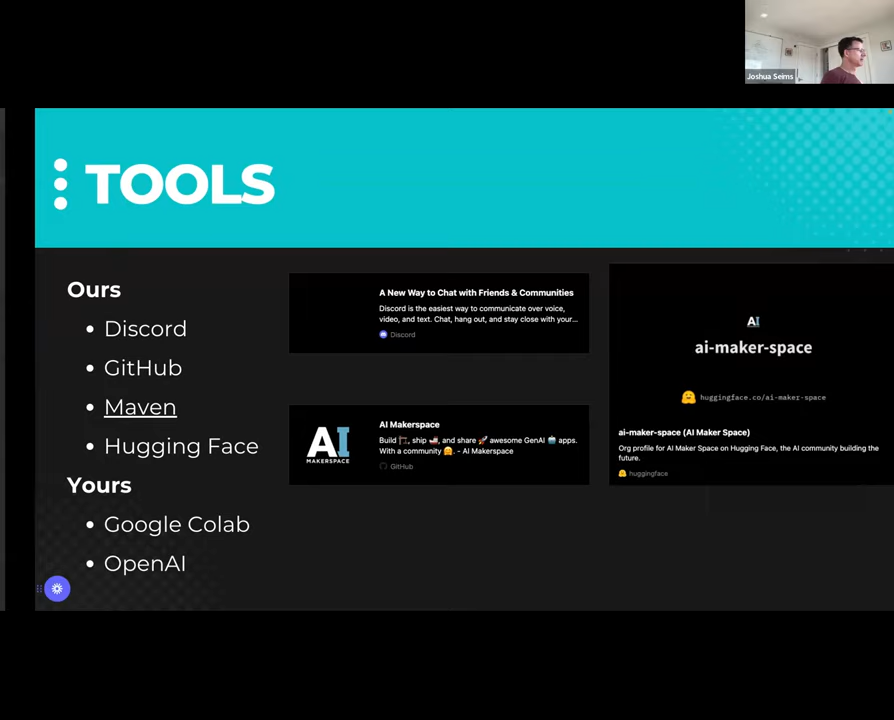 Joshua Seims
TOOLS
Ours
Discord
GitHub
Maven
Hugging Face
Yours
Google Colab
OpenAI
A New Way to Chat with Friends & Communities
Discord is the easiest way to communicate over voice,
video, and text. Chat, hang out, and stay close with your...
Discord
AI
MAKERSPACE
AI Makerspace
Build 🏗️, ship 🚢, and share 🚀 awesome GenAI 🤖 apps.
With a community 🤗. - AI Makerspace
GitHub
AI
ai-maker-space
🤗 huggingface.co/ai-maker-space
ai-maker-space (AI Maker Space)
Org profile for AI Maker Space on Hugging Face, the AI community building the
future.
huggingface